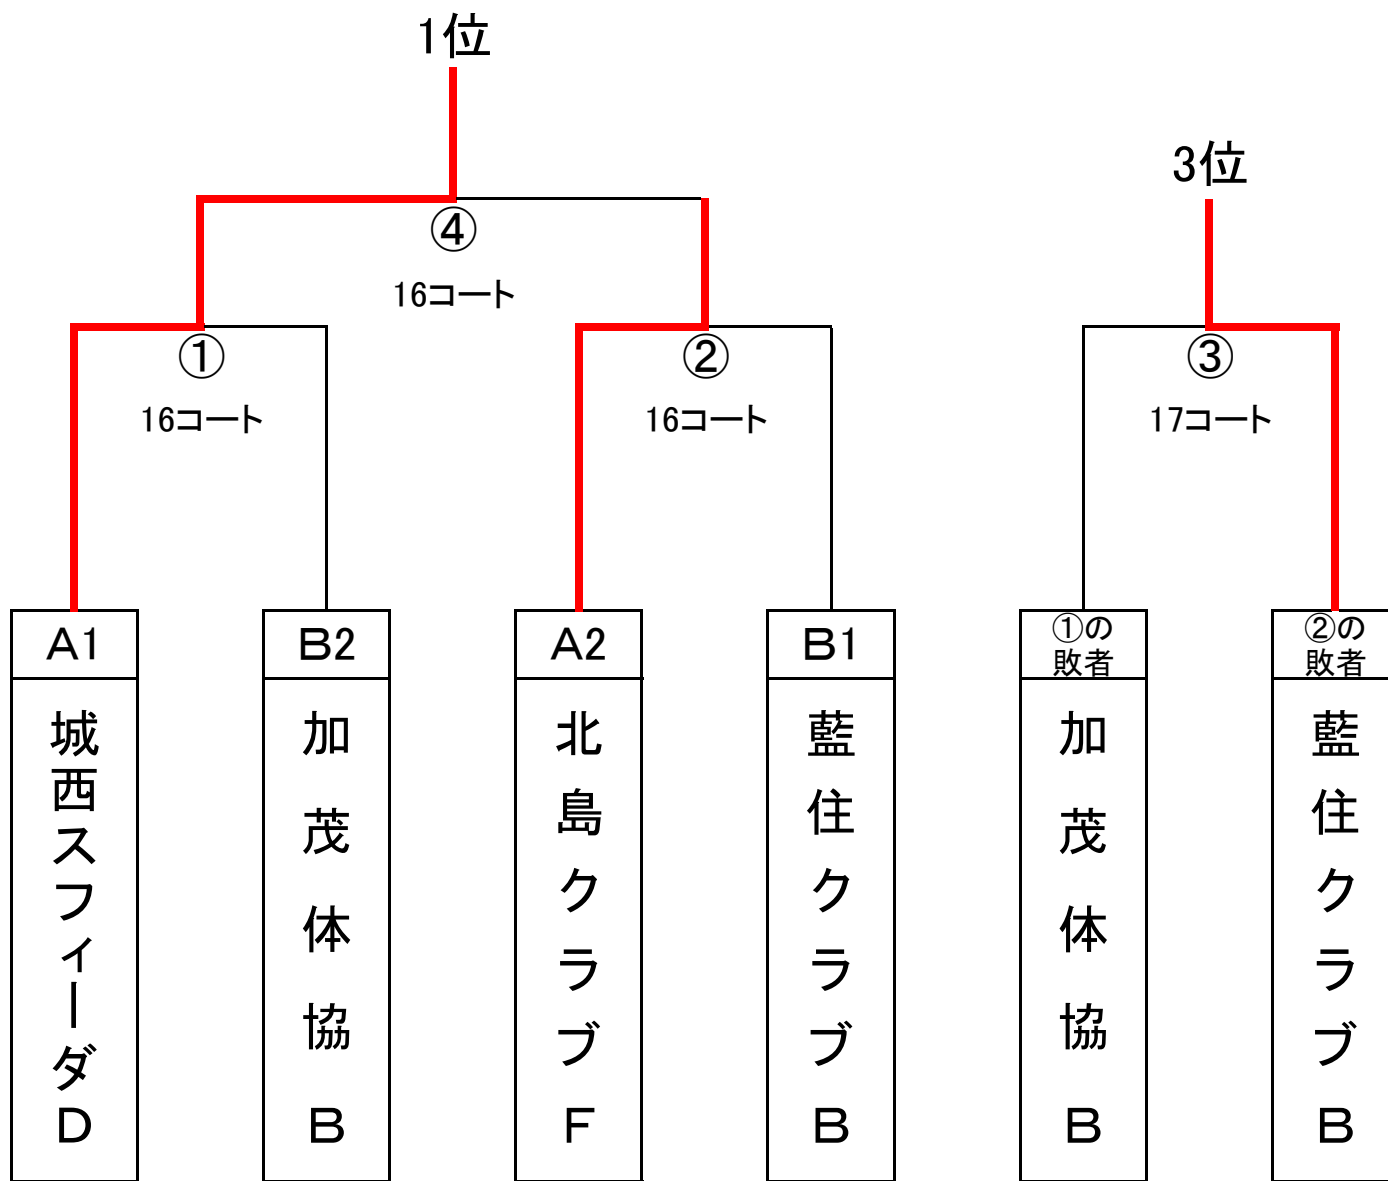 1位
3位
④
16コート
①
16コート
②
16コート
③
17コート
A1
B2
A2
B1
①の
敗者
②の
敗者
城西スフィーダD
加茂体協B
北島クラブF
藍住クラブB
加茂体協B
藍住クラブB